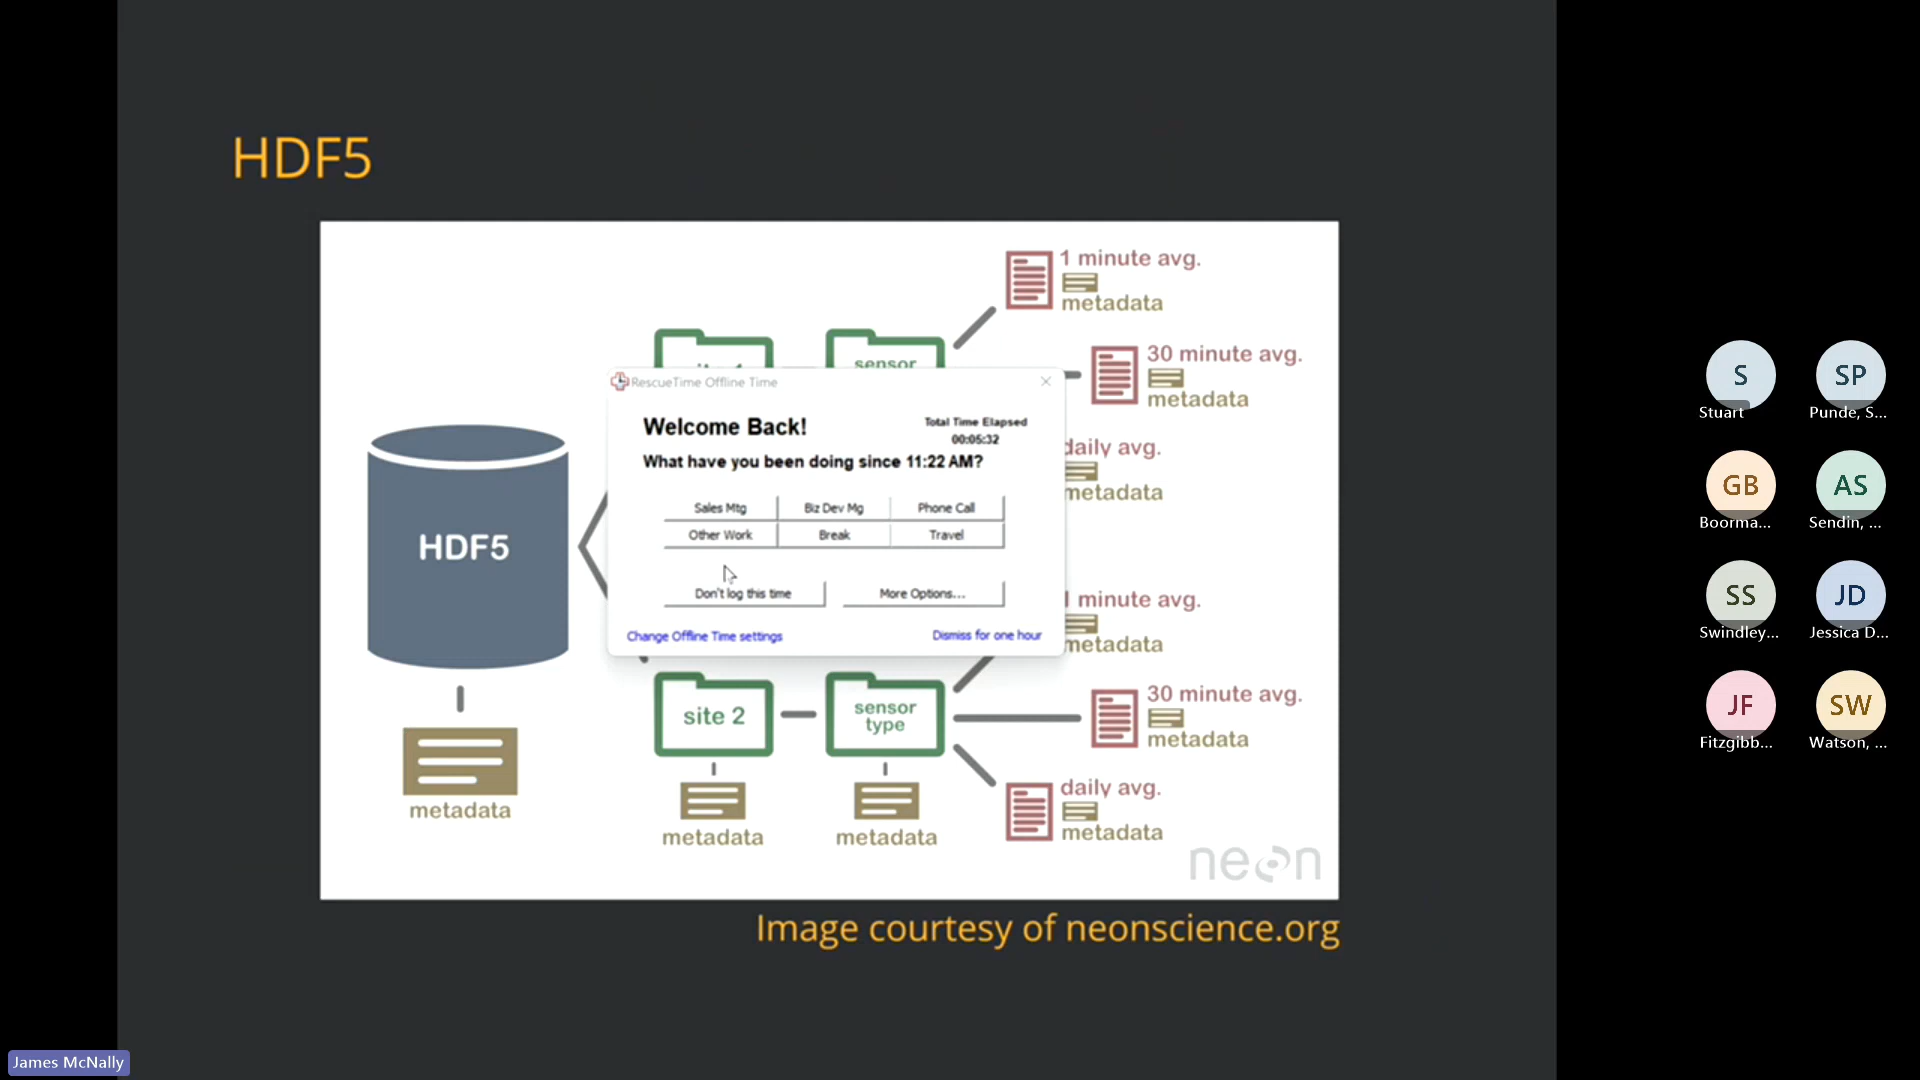 HDF5
1 minute avg.
metadata
30 minute avg.
metadata
sensor
daily avg.
metadata
RescueTime Offline Time
Welcome Back!
Total Time Elapsed
00:05:32
What have you been doing since 11:22 AM?
Sales Mtg
Biz Dev Mg
Phone Call
Other Work
Break
Travel
Don't log this time
More Options...
Change Offline Time settings
Dismiss for one hour
HDF5
metadata
minute avg.
metadata
site 2
metadata
sensor
type
metadata
30 minute avg.
metadata
daily avg.
metadata
neon
Image courtesy of neonscience.org
S
Stuart
SP
Punde, S...
GB
Boorma...
AS
Sendin, ...
SS
Swindley...
JD
Jessica D...
JF
Fitzgibb...
SW
Watson, ...
James McNally